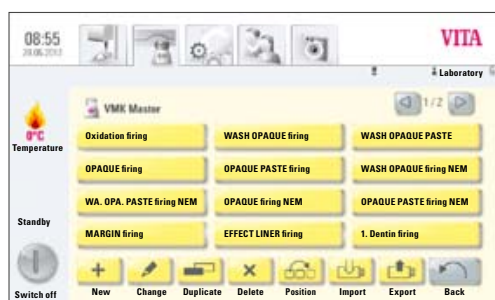 08:55
VITA
Laboratory
VMK Master
1/2
0°C
Temperature
Oxidation firing
WASH OPAQUE firing
WASH OPAQUE PASTE
OPAQUE firing
OPAQUE PASTE firing
WASH OPAQUE firing NEM
WA. OPA. PASTE firing NEM
OPAQUE firing NEM
OPAQUE PASTE firing NEM
MARGIN firing
EFFECT LINER firing
1. Dentin firing
Standby
Switch off
New
Change
Duplicate
Delete
Position
Import
Export
Back